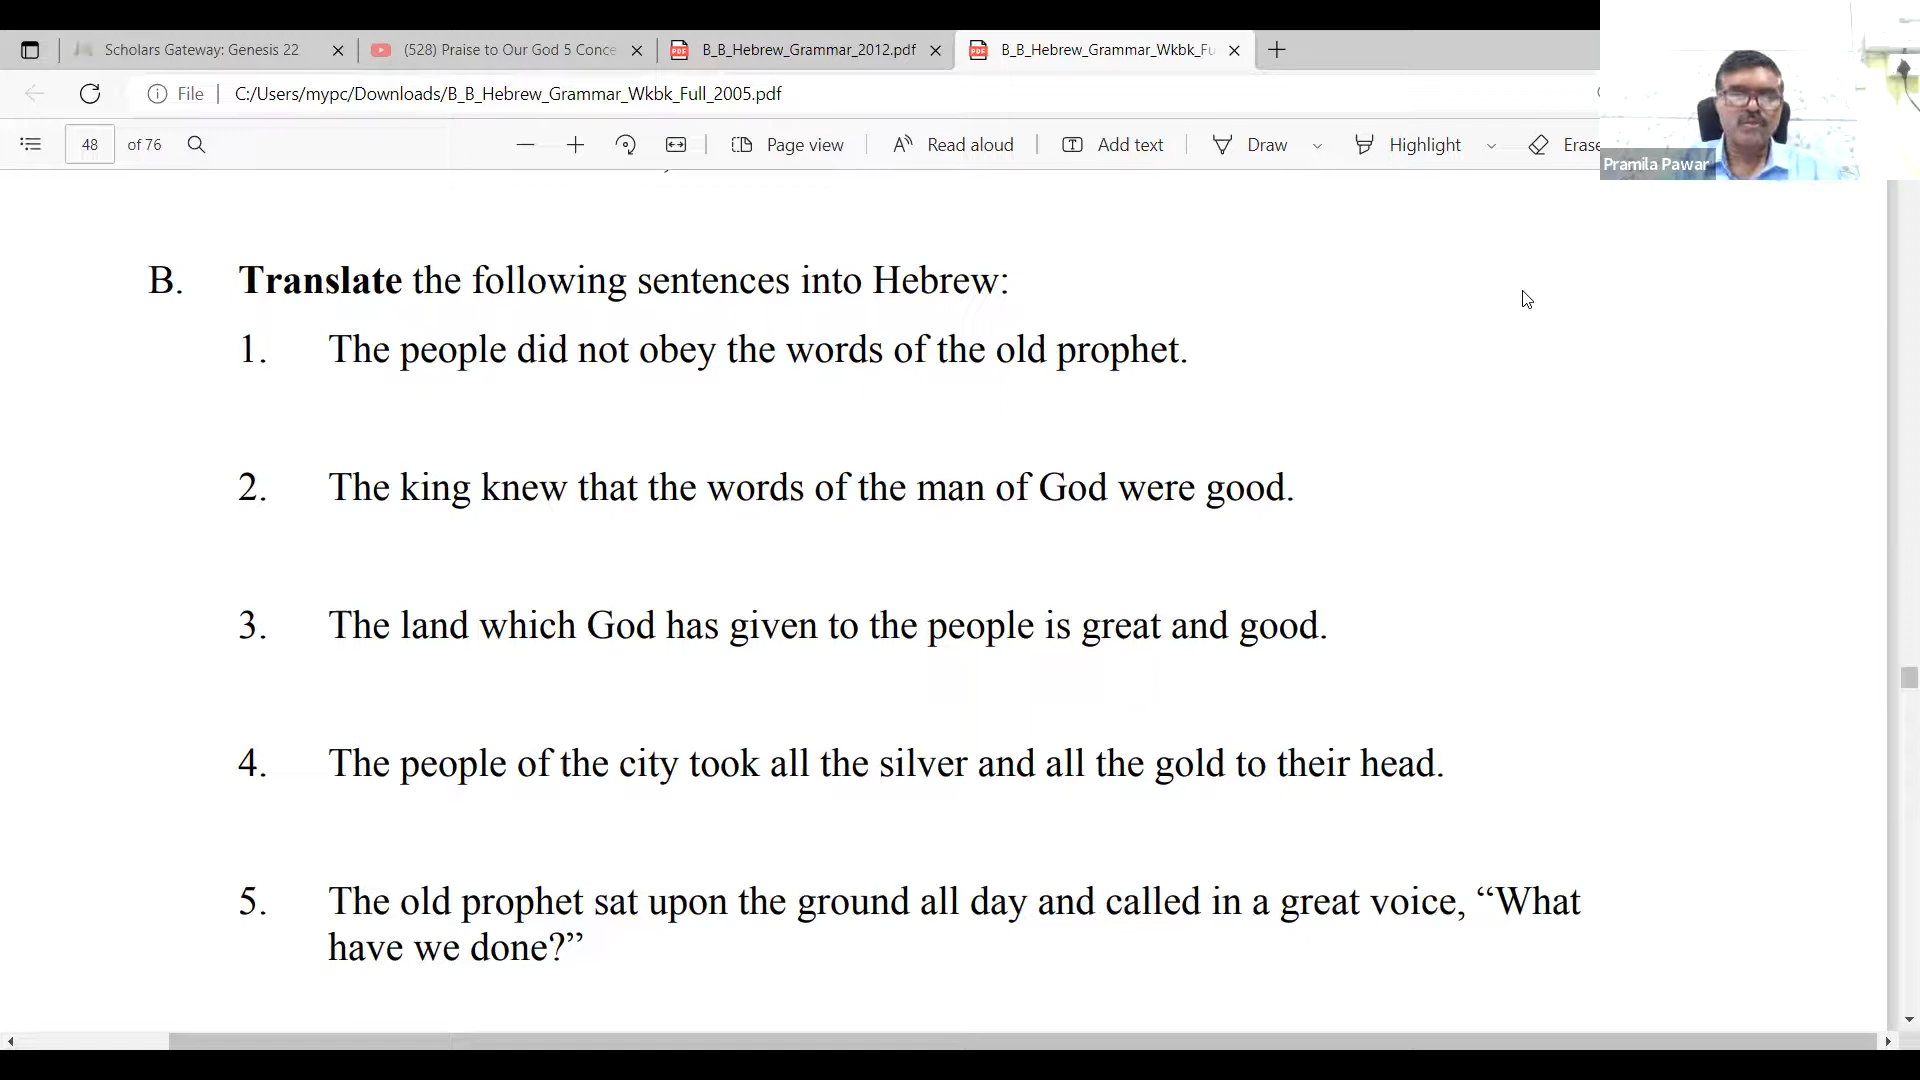 Scholars Gateway: Genesis 22
(528) Praise to Our God 5 Conce
B_B_Hebrew_Grammar_2012.pdf
B_B_Hebrew_Grammar_Wkbk_Fu
File
C:/Users/mypc/Downloads/B_B_Hebrew_Grammar_Wkbk_Full_2005.pdf
48 of 76
Page view
Read aloud
Add text
Draw
Highlight
Erase
Pramila Pawar
B. Translate the following sentences into Hebrew:
1. The people did not obey the words of the old prophet.
2. The king knew that the words of the man of God were good.
3. The land which God has given to the people is great and good.
4. The people of the city took all the silver and all the gold to their head.
5. The old prophet sat upon the ground all day and called in a great voice, “What
have we done?”